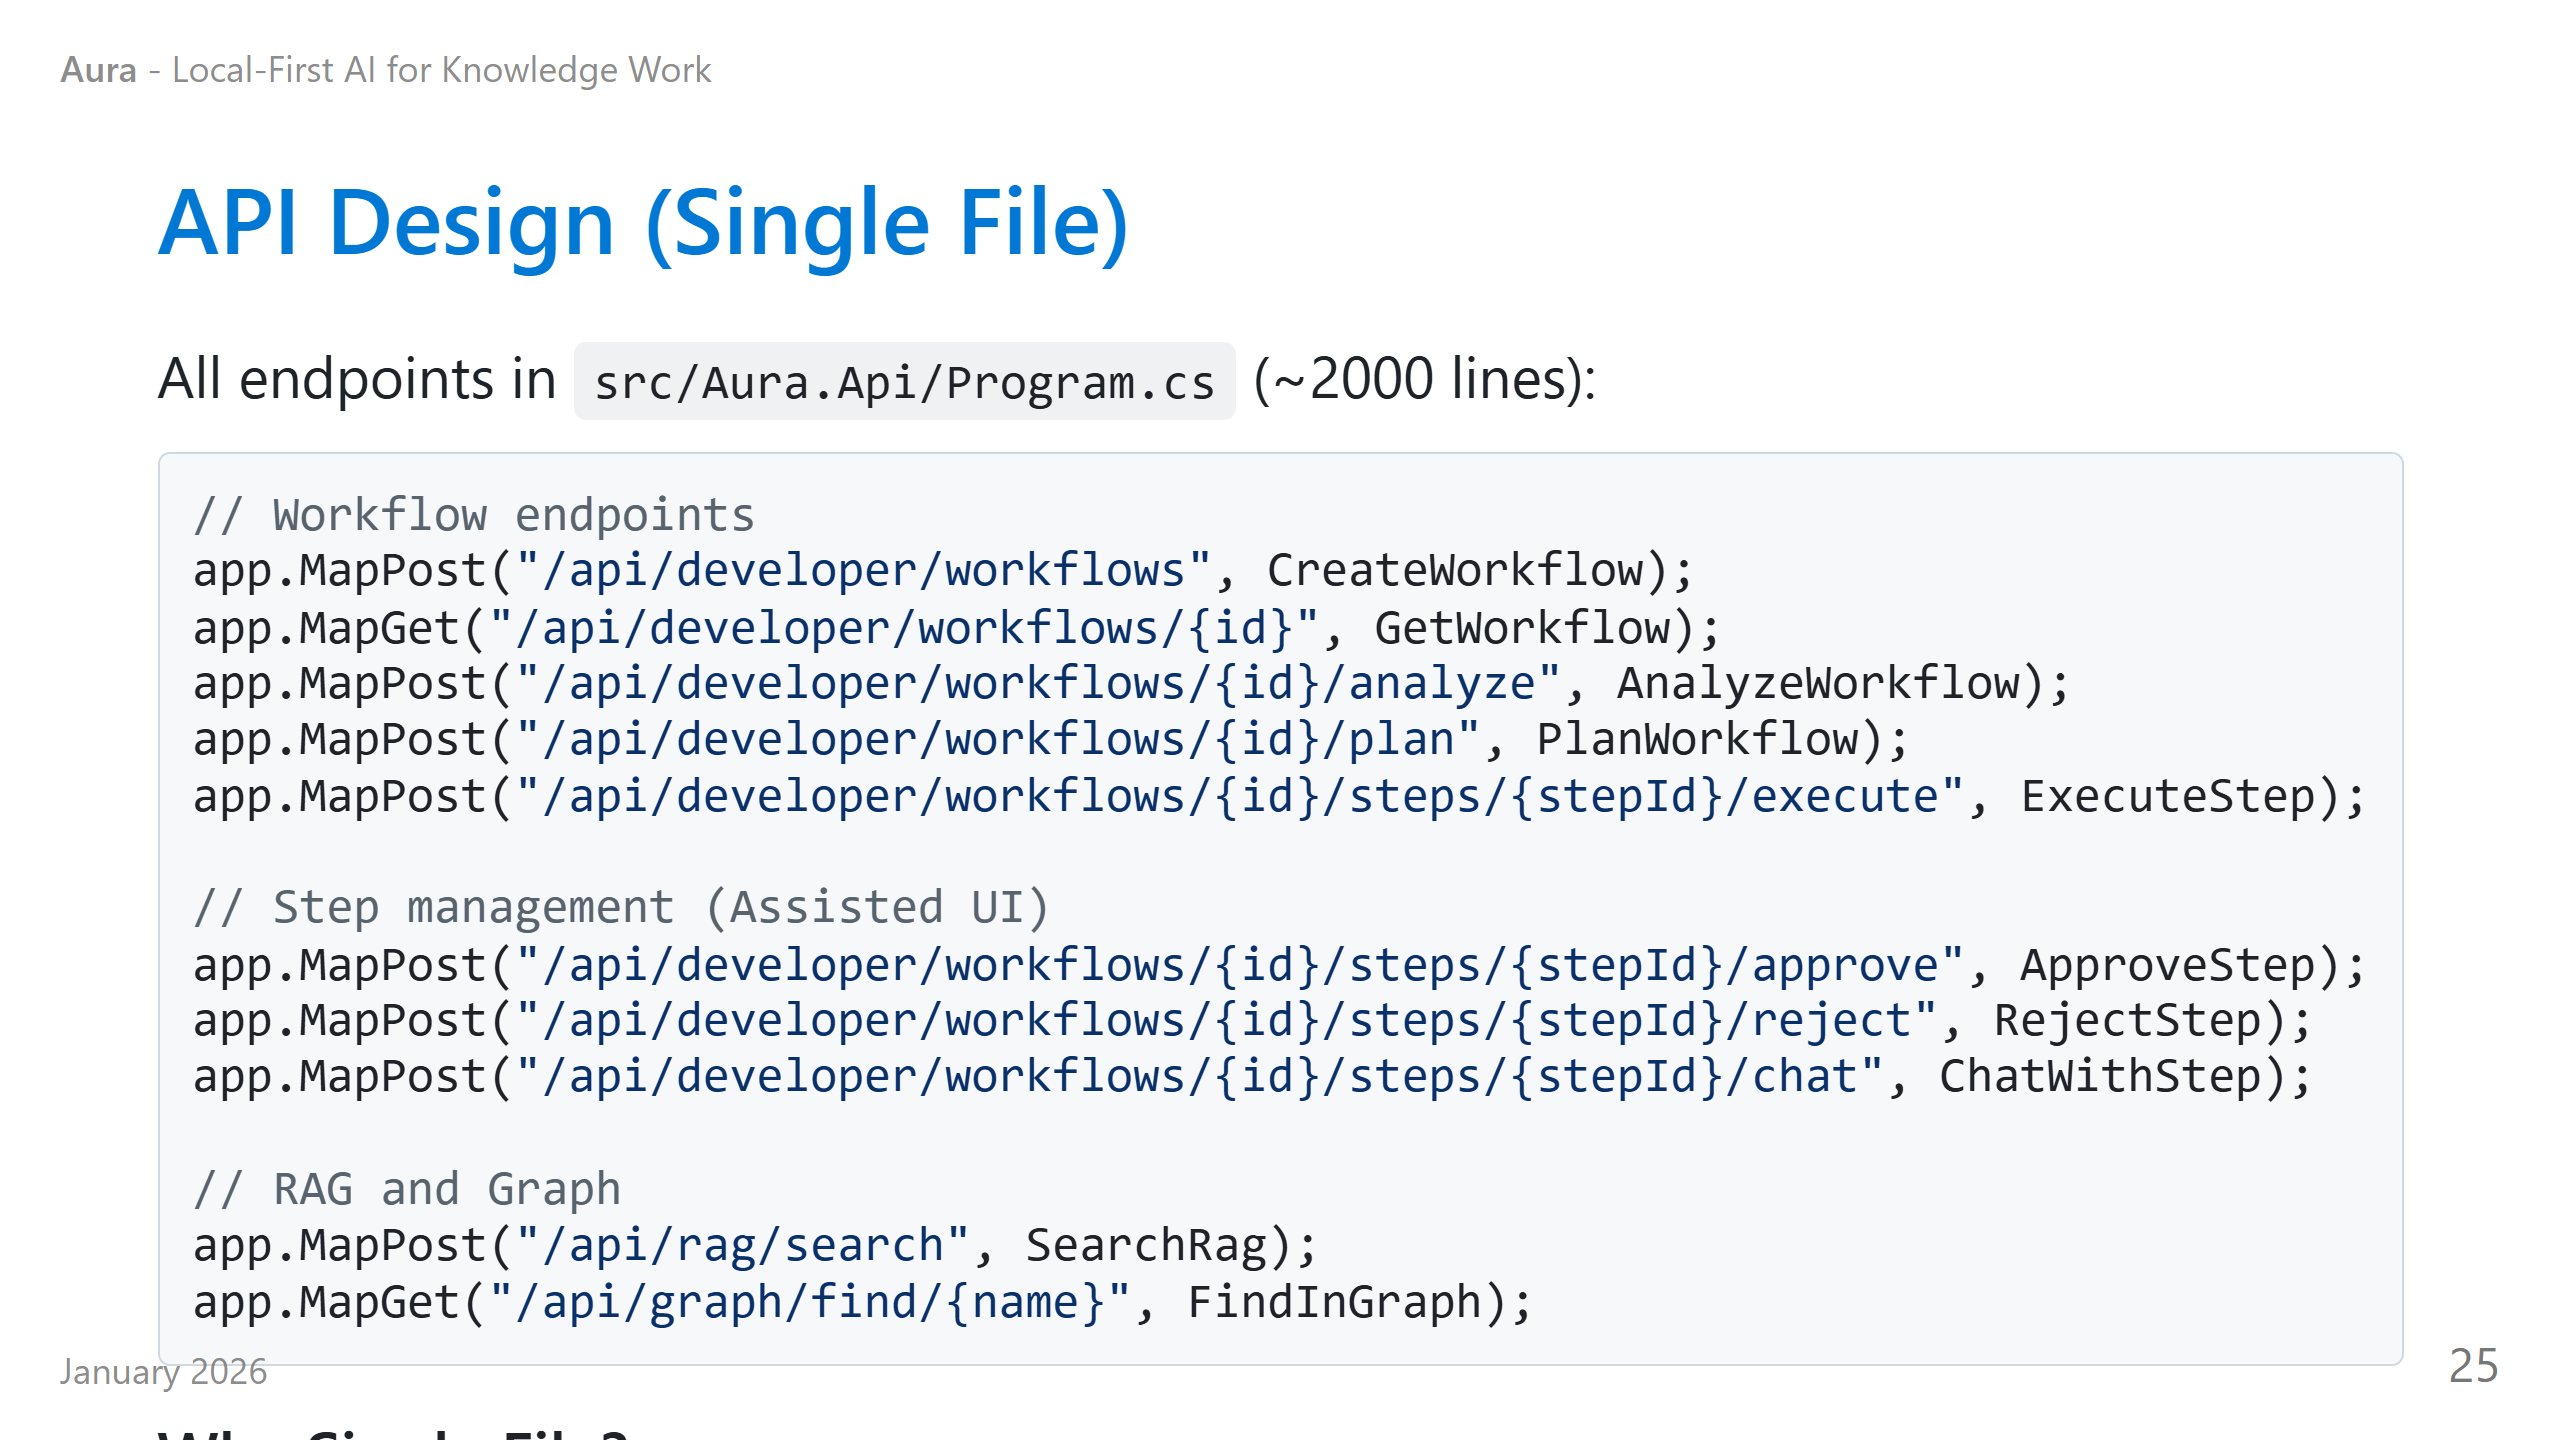 Aura - Local-First AI for Knowledge Work
API Design (Single File)
All endpoints in src/Aura.Api/Program.cs (~2000 lines):
// Workflow endpoints
app.MapPost("/api/developer/workflows", CreateWorkflow);
app.MapGet("/api/developer/workflows/{id}", GetWorkflow);
app.MapPost("/api/developer/workflows/{id}/analyze", AnalyzeWorkflow);
app.MapPost("/api/developer/workflows/{id}/plan", PlanWorkflow);
app.MapPost("/api/developer/workflows/{id}/steps/{stepId}/execute", ExecuteStep);
// Step management (Assisted UI)
app.MapPost("/api/developer/workflows/{id}/steps/{stepId}/approve", ApproveStep);
app.MapPost("/api/developer/workflows/{id}/steps/{stepId}/reject", RejectStep);
app.MapPost("/api/developer/workflows/{id}/steps/{stepId}/chat", ChatWithStep);
// RAG and Graph
app.MapPost("/api/rag/search", SearchRag);
app.MapGet("/api/graph/find/{name}", FindInGraph);
January 2026
25
Why Single File?